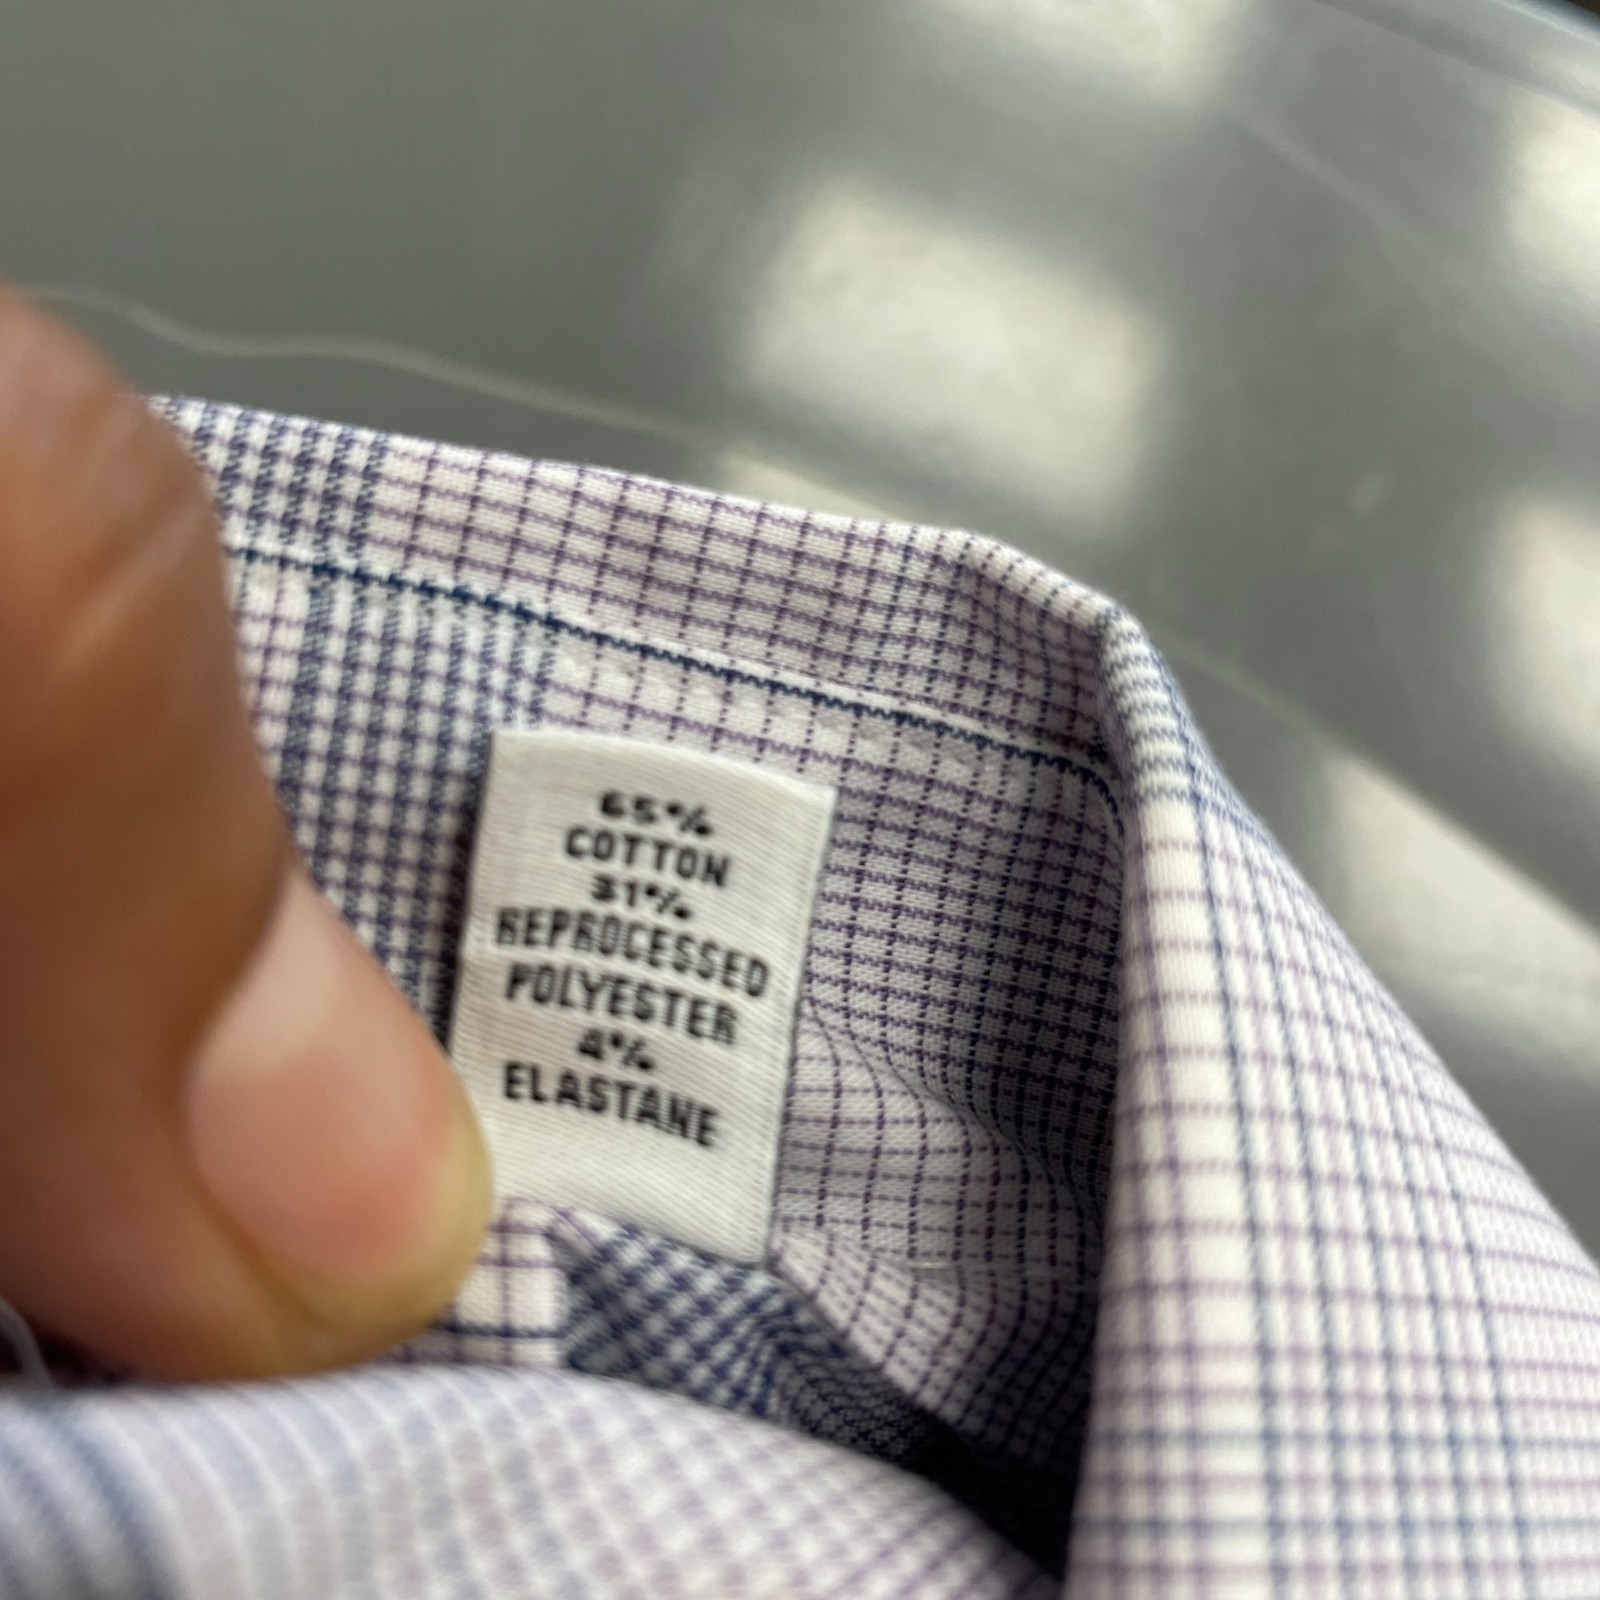 65%
COTTON
31%
REPROCESSED
POLYESTER
4%
ELASTANE